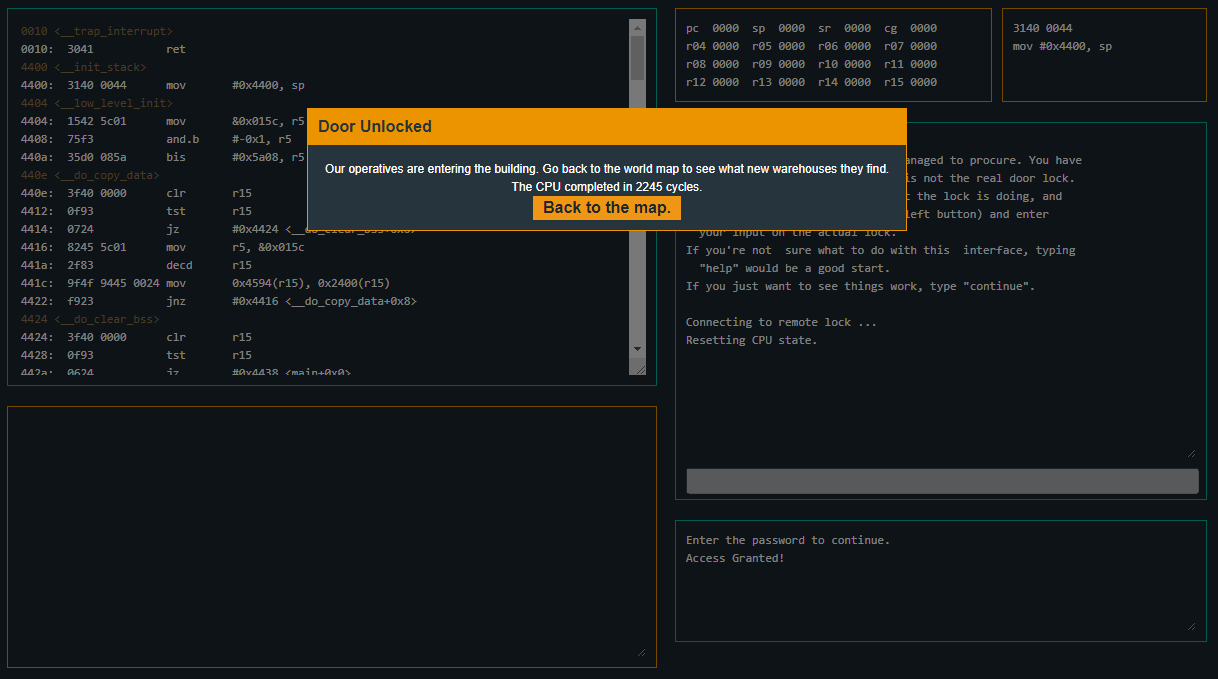 0010 <__trap_interrupt>
0010: 3041 ret
4400 <__init_stack>
4400: 3140 0044 mov #0x4400, sp
4404 <__low_level_init>
4404: 1542 5c01 mov &0x015c, r5
4408: 75f3 and.b #-0x1, r5
440a: 35d0 085a bis #0x5a08, r5
440e <__do_copy_data>
440e: 3f40 0000 clr r15
4412: 0f93 tst r15
4414: 0724 jz #0x4424 <__do_clear_bss+0x0>
4416: 8245 5c01 mov r5, &0x015c
441a: 2f83 decd r15
441c: 9f4f 9445 0024 mov 0x4594(r15), 0x2400(r15)
4422: f923 jnz #0x4416 <__do_copy_data+0x8>
4424 <__do_clear_bss>
4424: 3f40 0000 clr r15
4428: 0f93 tst r15
442a: 0624 jz #0x4438 <main+0x0>
pc 0000 sp 0000 sr 0000 cg 0000
r04 0000 r05 0000 r06 0000 r07 0000
r08 0000 r09 0000 r10 0000 r11 0000
r12 0000 r13 0000 r14 0000 r15 0000
3140 0044
mov #0x4400, sp
Door Unlocked
Our operatives are entering the building. Go back to the world map to see what new warehouses they find.
The CPU completed in 2245 cycles.
Back to the map.
managed to procure. You have
is not the real door lock.
t the lock is doing, and
left button) and enter
your input on the actual lock.
If you're not sure what to do with this interface, typing
"help" would be a good start.
If you just want to see things work, type "continue".
Connecting to remote lock ...
Resetting CPU state.
Enter the password to continue.
Access Granted!